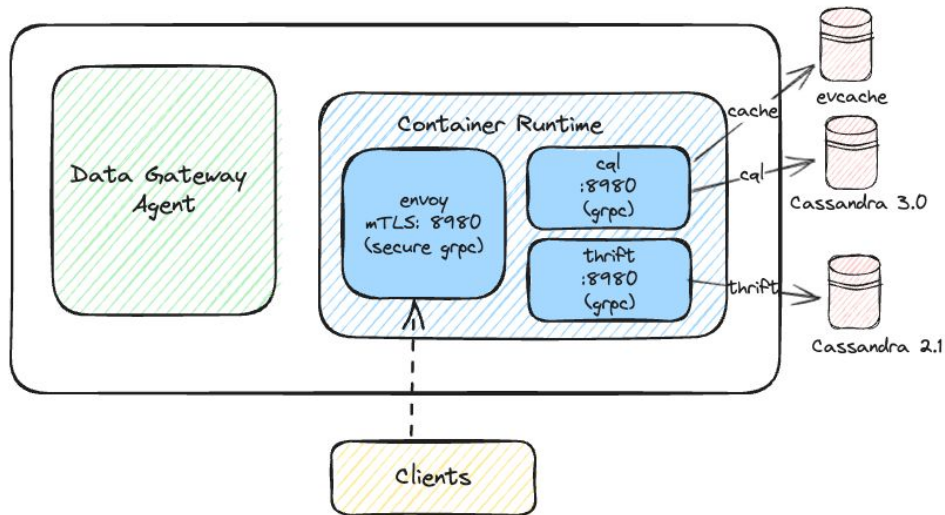 Data Gateway
Agent
Container Runtime
envoy
mTLS: 8980
(secure grpc)
cql
:8980
(grpc)
thrift
:8980
(grpc)
cache
evcache
cql
Cassandra 3.0
thrift
Cassandra 2.1
Clients